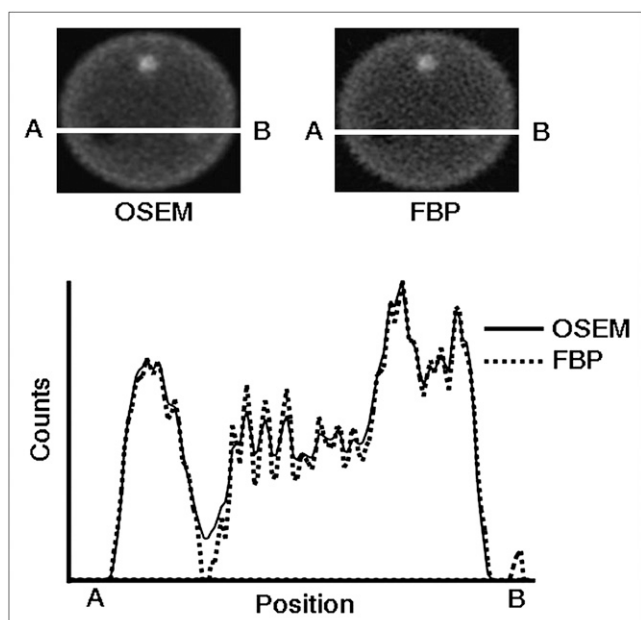 A B A B
OSEM FBP
OSEM
FBP
Counts
A Position B